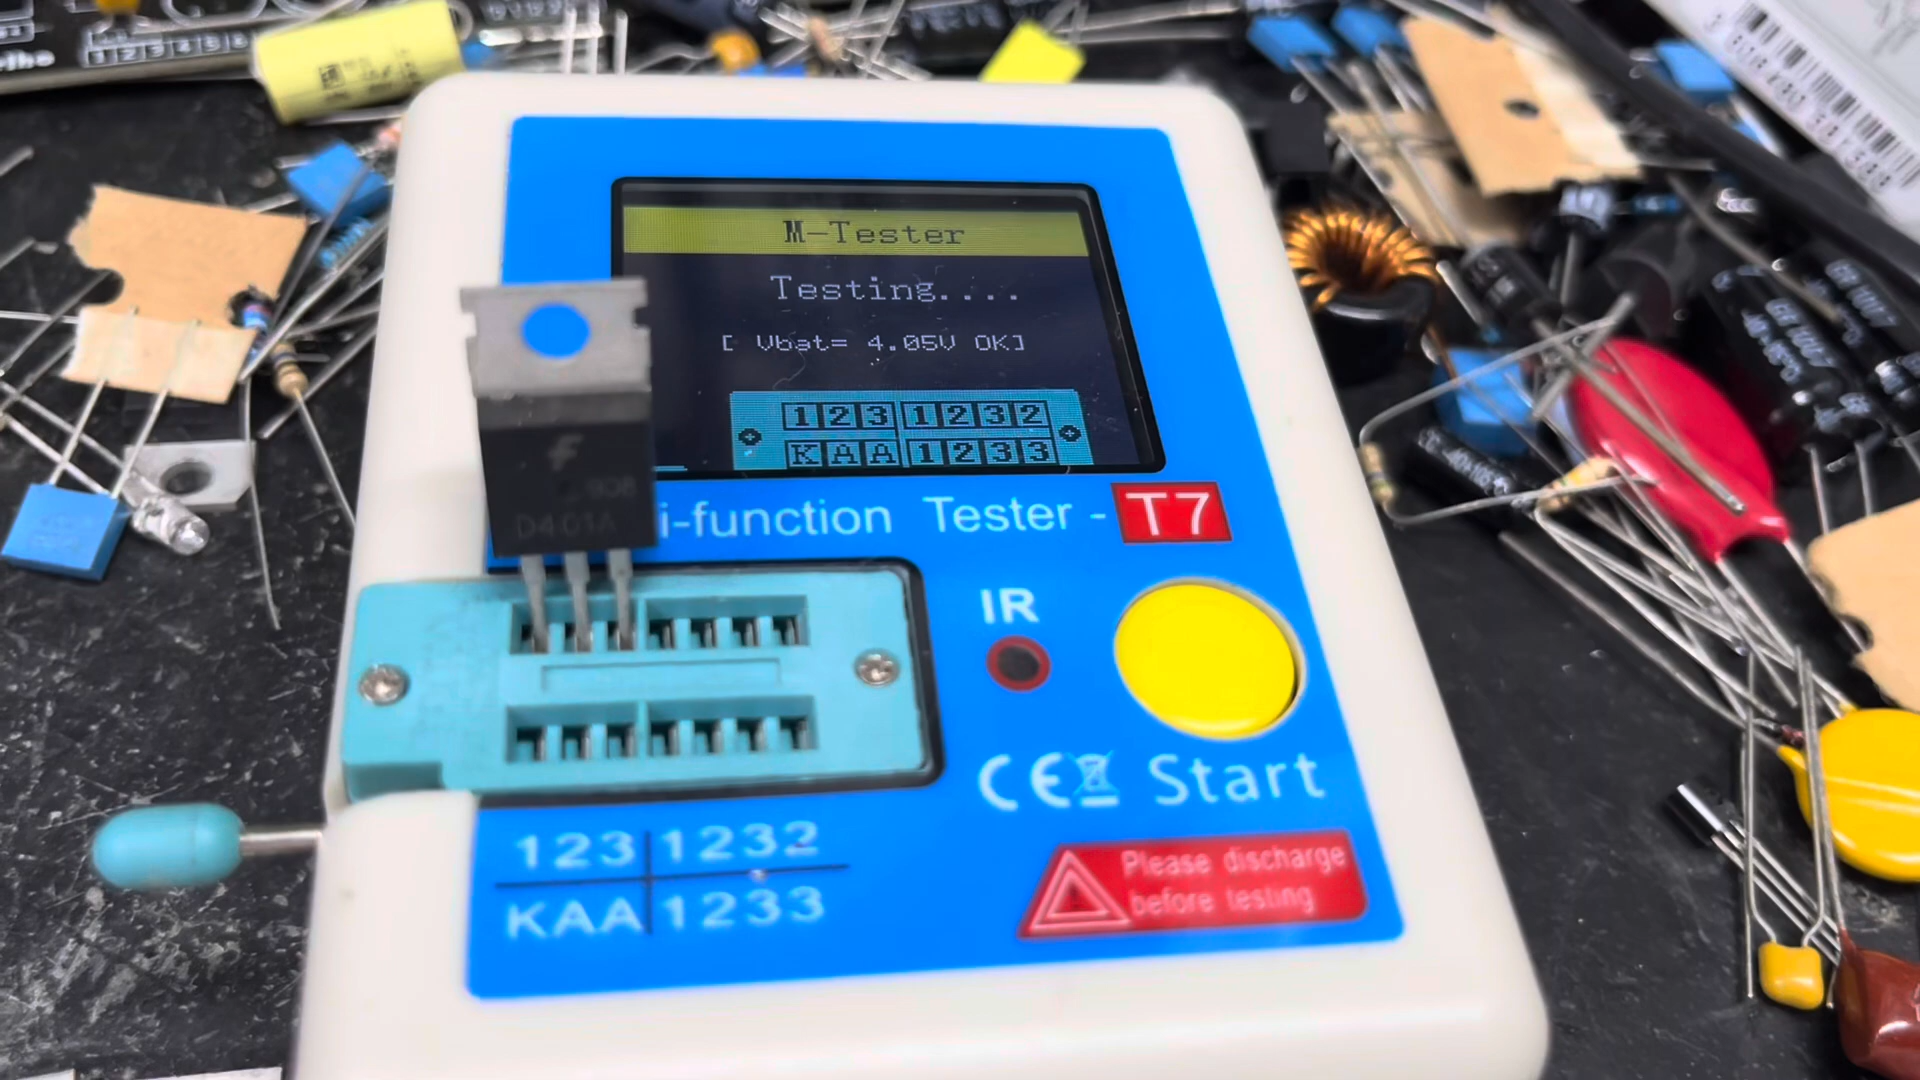 M-Tester
Testing....
[ Vbat= 4.05V OK]
123 1232
KAA 1233
i-function Tester - T7
D401A
IR
CE Start
123 1232
KAA 1233
Please discharge
before testing